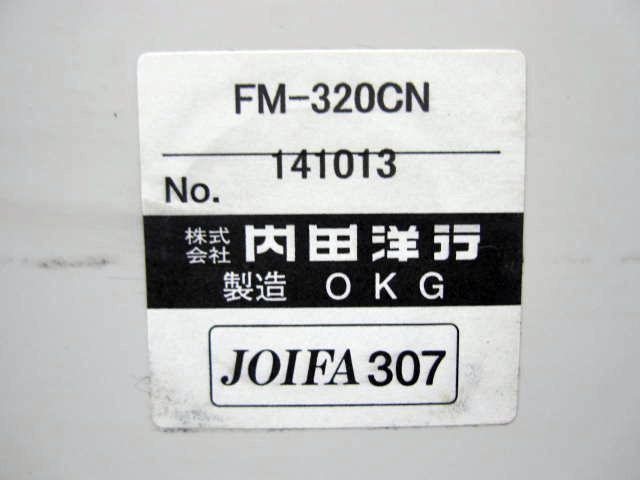 FM-320CN
141013
No.
株式会社 内田洋行
製造 OKG
JOIFA 307